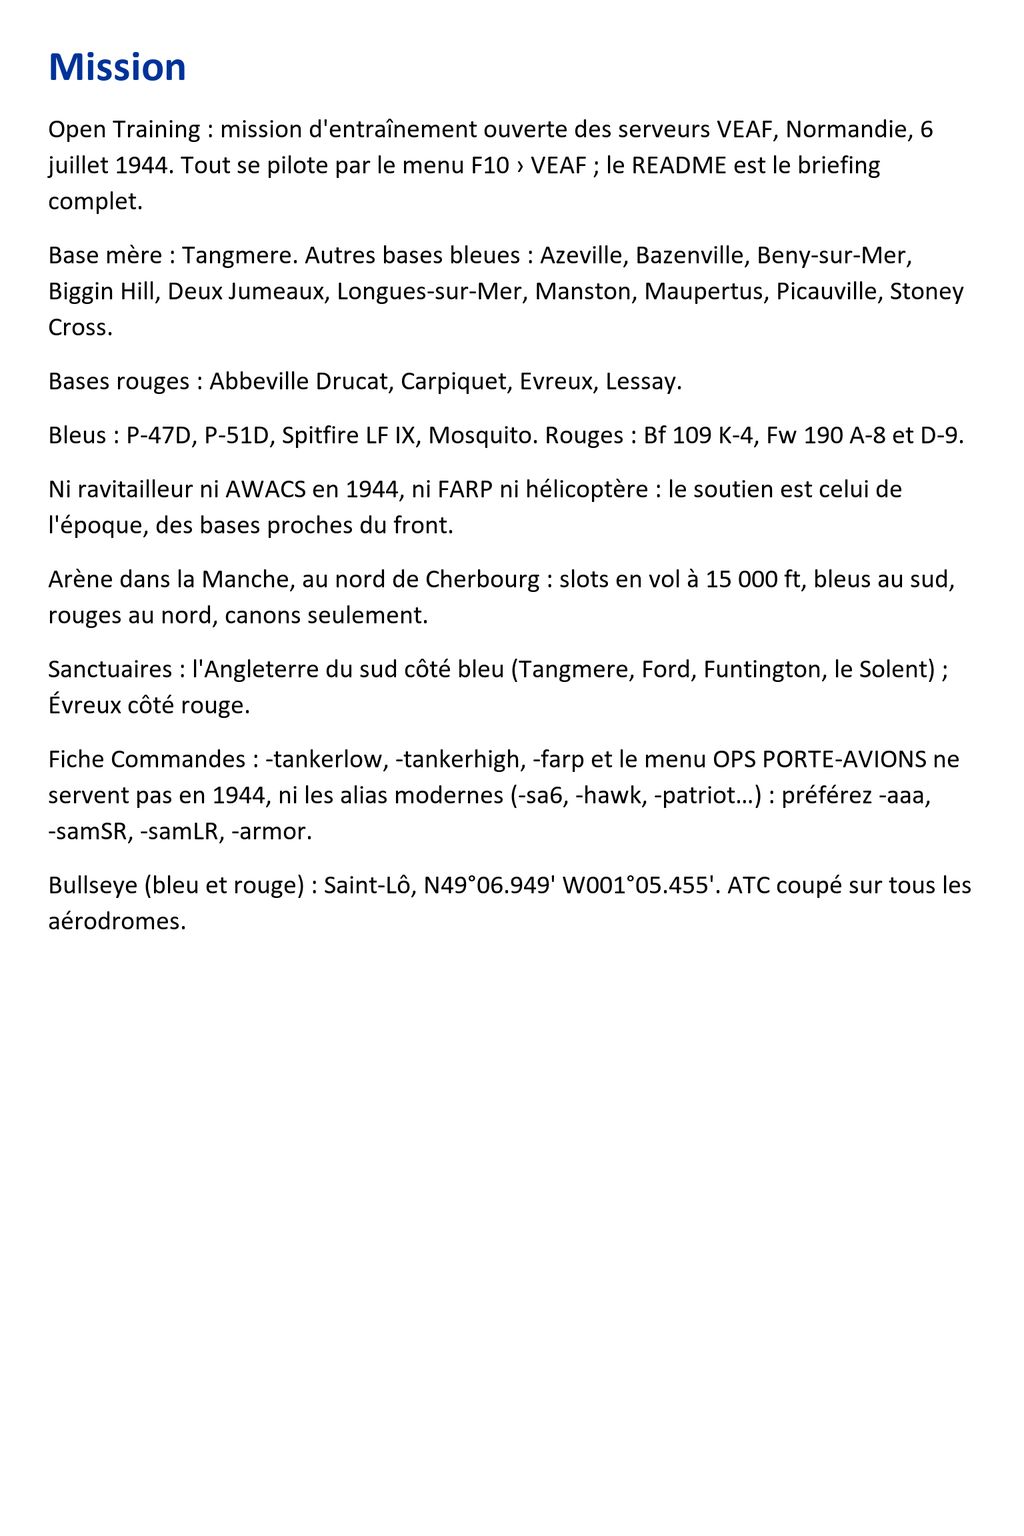 Mission
Open Training : mission d'entraînement ouverte des serveurs VEAF, Normandie, 6
juillet 1944. Tout se pilote par le menu F10 › VEAF ; le README est le briefing
complet.
Base mère : Tangmere. Autres bases bleues : Azeville, Bazenville, Beny-sur-Mer,
Biggin Hill, Deux Jumeaux, Longues-sur-Mer, Manston, Maupertus, Picauville, Stoney
Cross.
Bases rouges : Abbeville Drucat, Carpiquet, Evreux, Lessay.
Bleus : P-47D, P-51D, Spitfire LF IX, Mosquito. Rouges : Bf 109 K-4, Fw 190 A-8 et D-9.
Ni ravitailleur ni AWACS en 1944, ni FARP ni hélicoptère : le soutien est celui de
l'époque, des bases proches du front.
Arène dans la Manche, au nord de Cherbourg : slots en vol à 15 000 ft, bleus au sud,
rouges au nord, canons seulement.
Sanctuaires : l'Angleterre du sud côté bleu (Tangmere, Ford, Funtington, le Solent) ;
Évreux côté rouge.
Fiche Commandes : -tankerlow, -tankerhigh, -farp et le menu OPS PORTE-AVIONS ne
servent pas en 1944, ni les alias modernes (-sa6, -hawk, -patriot…) : préférez -aaa,
-samSR, -samLR, -armor.
Bullseye (bleu et rouge) : Saint-Lô, N49°06.949' W001°05.455'. ATC coupé sur tous les
aérodromes.